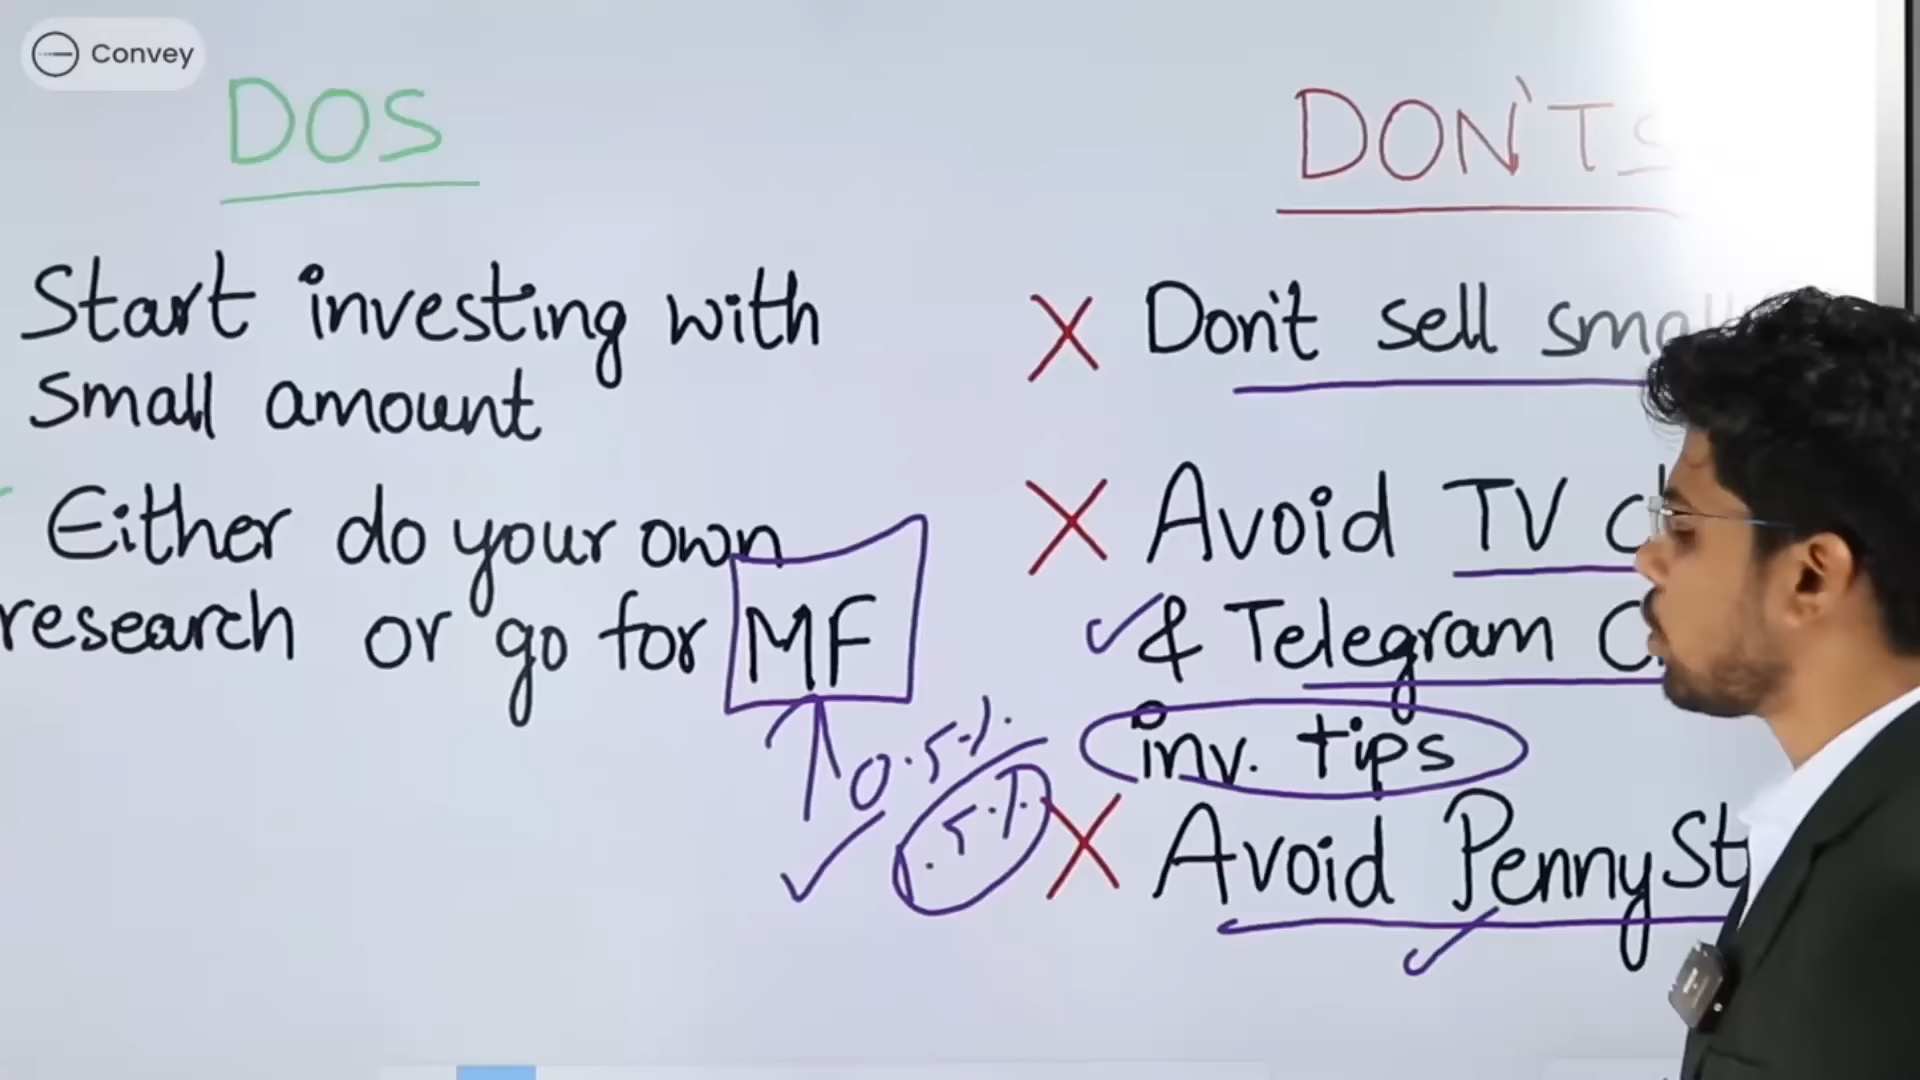 Convey
DOS
Start investing with
small amount
Either do your own
research or go for MF
0.5%
.5%
DON'TS
Don't sell
Avoid TV
& Telegram
inv. tips
Avoid Penny